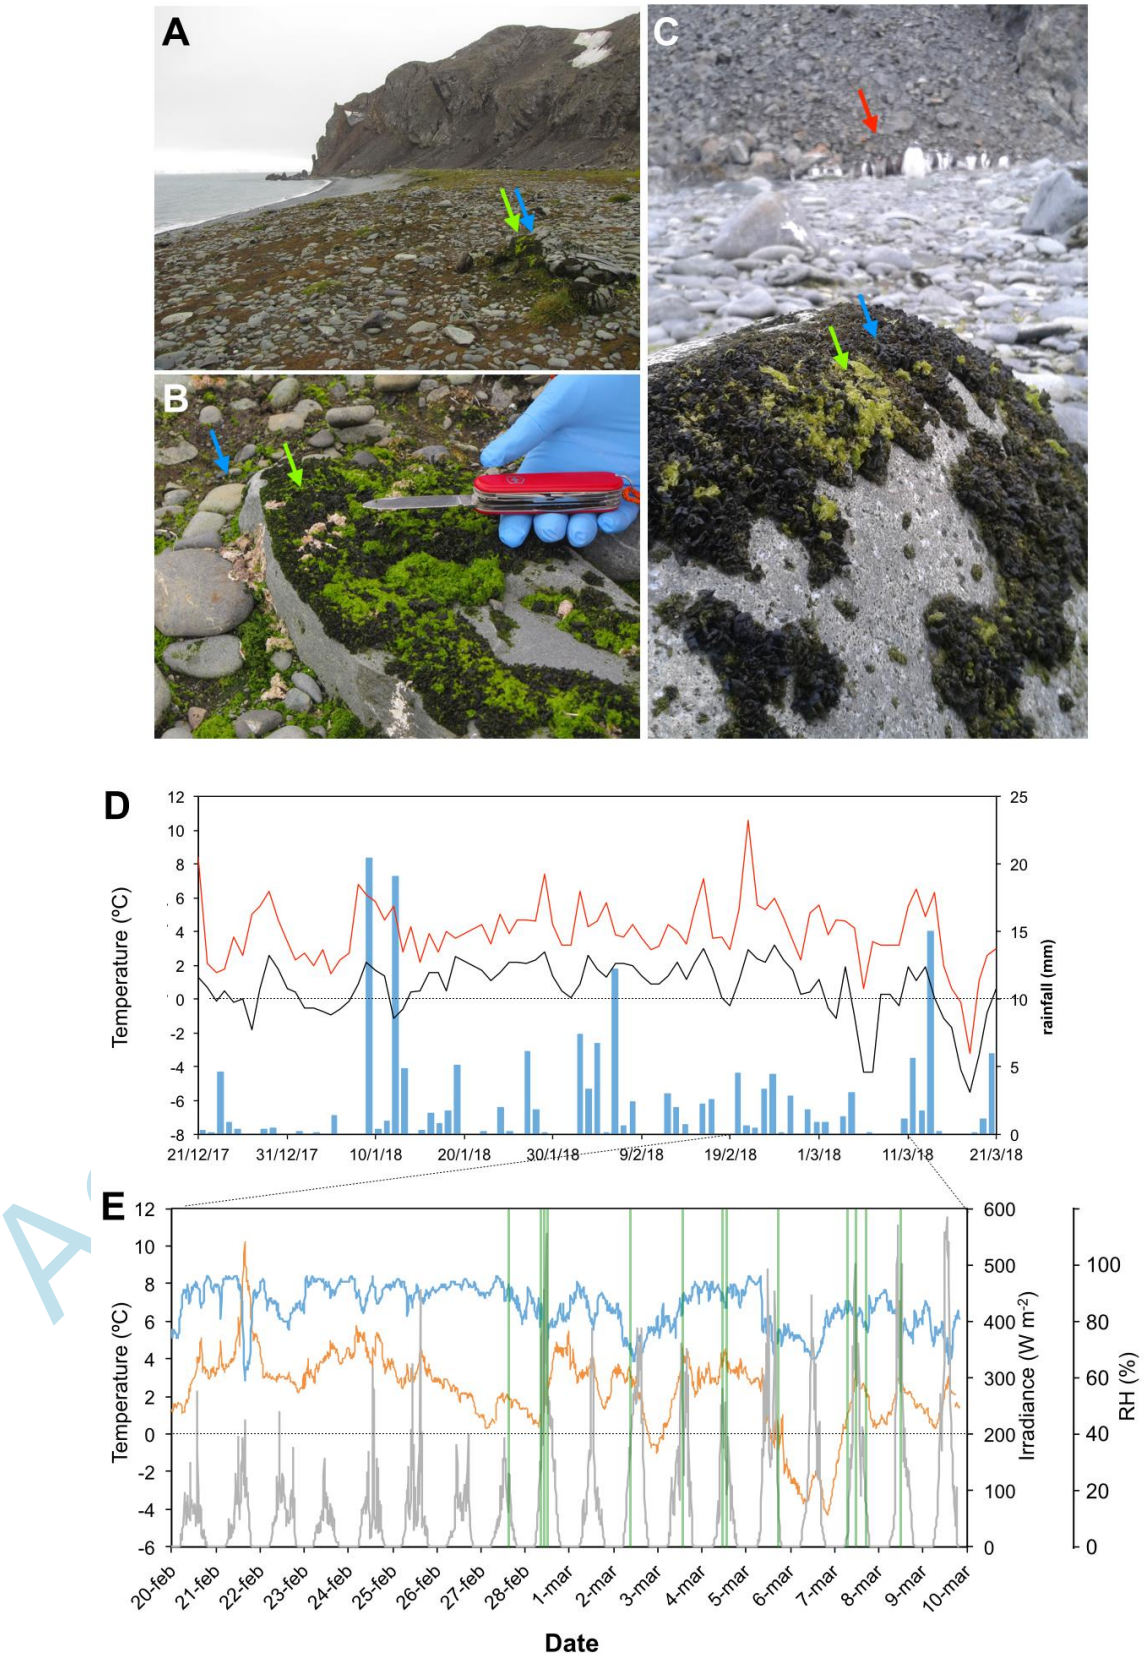 A
C
B
D
12
10
8
6
4
2
0
-2
-4
-6
-8
Temperature (ºC)
25
20
15
10
5
0
rainfall (mm)
21/12/17 31/12/17 10/1/18 20/1/18 30/1/18 9/2/18 19/2/18 1/3/18 11/3/18 21/3/18
A
E
12
10
8
6
4
2
0
-2
-4
-6
Temperature (ºC)
600
500
400
300
200
100
0
Irradiance (W m-2)
100
80
60
40
20
0
RH (%)
20-feb 21-feb 22-feb 23-feb 24-feb 25-feb 26-feb 27-feb 28-feb 1-mar 2-mar 3-mar 4-mar 5-mar 6-mar 7-mar 8-mar 9-mar 10-mar
Date